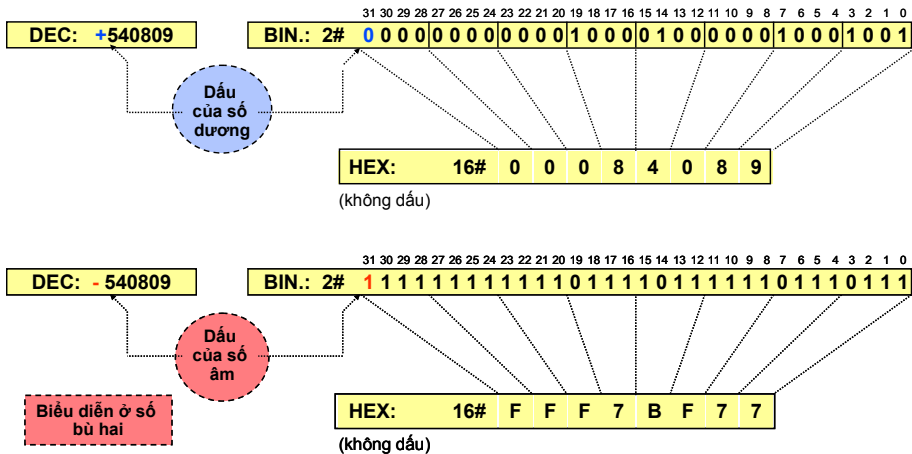 31 30 29 28 27 26 25 24 23 22 21 20 19 18 17 16 15 14 13 12 11 10 9 8 7 6 5 4 3 2 1 0
DEC: +540809
BIN.: 2# 0 0 0 0 0 0 0 0 0 0 0 0 1 0 0 0 0 1 0 0 0 0 0 0 1 0 0 0 1 0 0 1
Dấu
của số
dương
HEX: 16# 0 0 0 8 4 0 8 9
(không dấu)
31 30 29 28 27 26 25 24 23 22 21 20 19 18 17 16 15 14 13 12 11 10 9 8 7 6 5 4 3 2 1 0
DEC: - 540809
BIN.: 2# 1 1 1 1 1 1 1 1 1 1 1 1 0 1 1 1 1 0 1 1 1 1 1 1 0 1 1 1 0 1 1 1
Dấu
của số
âm
Biểu diễn ở số
bù hai
HEX: 16# F F F 7 B F 7 7
(không dấu)